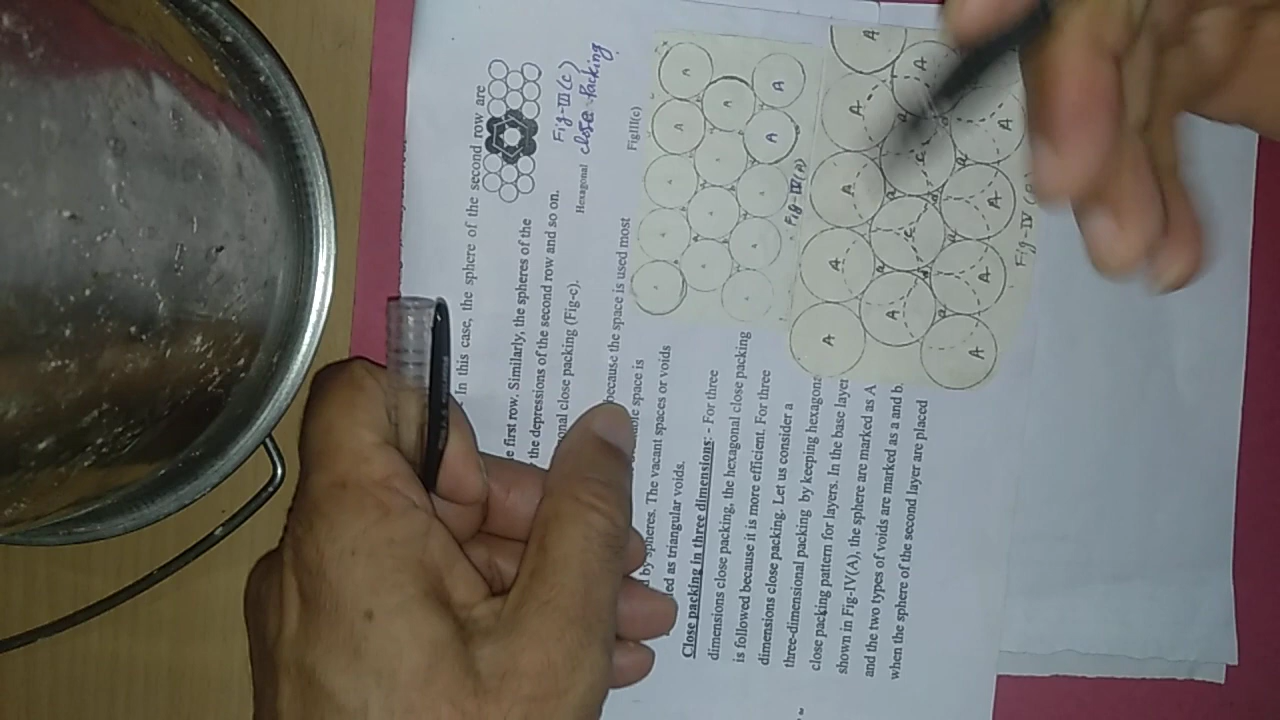 In this case, the sphere of the second row are
e first row. Similarly, the spheres of the
the depressions of the second row and so on.
onal close packing (Fig-c).
Fig-III(c)
Hexagonal close packing
FigIII(c)
because the space is used most
space is
by spheres. The vacant spaces or voids
ed as triangular voids.
Close packing in three dimensions: - For three
dimensions close packing, the hexagonal close packing
is followed because it is more efficient. For three
dimensions close packing. Let us consider a
three-dimensional packing by keeping hexagon
close packing pattern for layers. In the base layer
shown in Fig-IV(A), the sphere are marked as A
and the two types of voids are marked as a and b.
when the sphere of the second layer are placed
A
A
Fig-IV(A)
A
A
A
A
A
A
A
A
A
A
A
Fig-IV